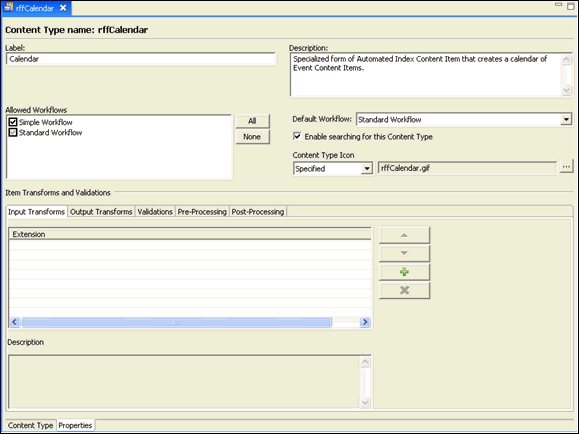 rffCalendar
Content Type name: rffCalendar
Label:
Calendar
Description:
Specialized form of Automated Index Content Item that creates a calendar of
Event Content Items.
Allowed Workflows
Simple Workflow
Standard Workflow
All
None
Default Workflow:
Standard Workflow
Enable searching for this Content Type
Content Type Icon
Specified
rffCalendar.gif
...
Item Transforms and Validations
Input Transforms
Output Transforms
Validations
Pre-Processing
Post-Processing
Extension
Description
Content Type
Properties